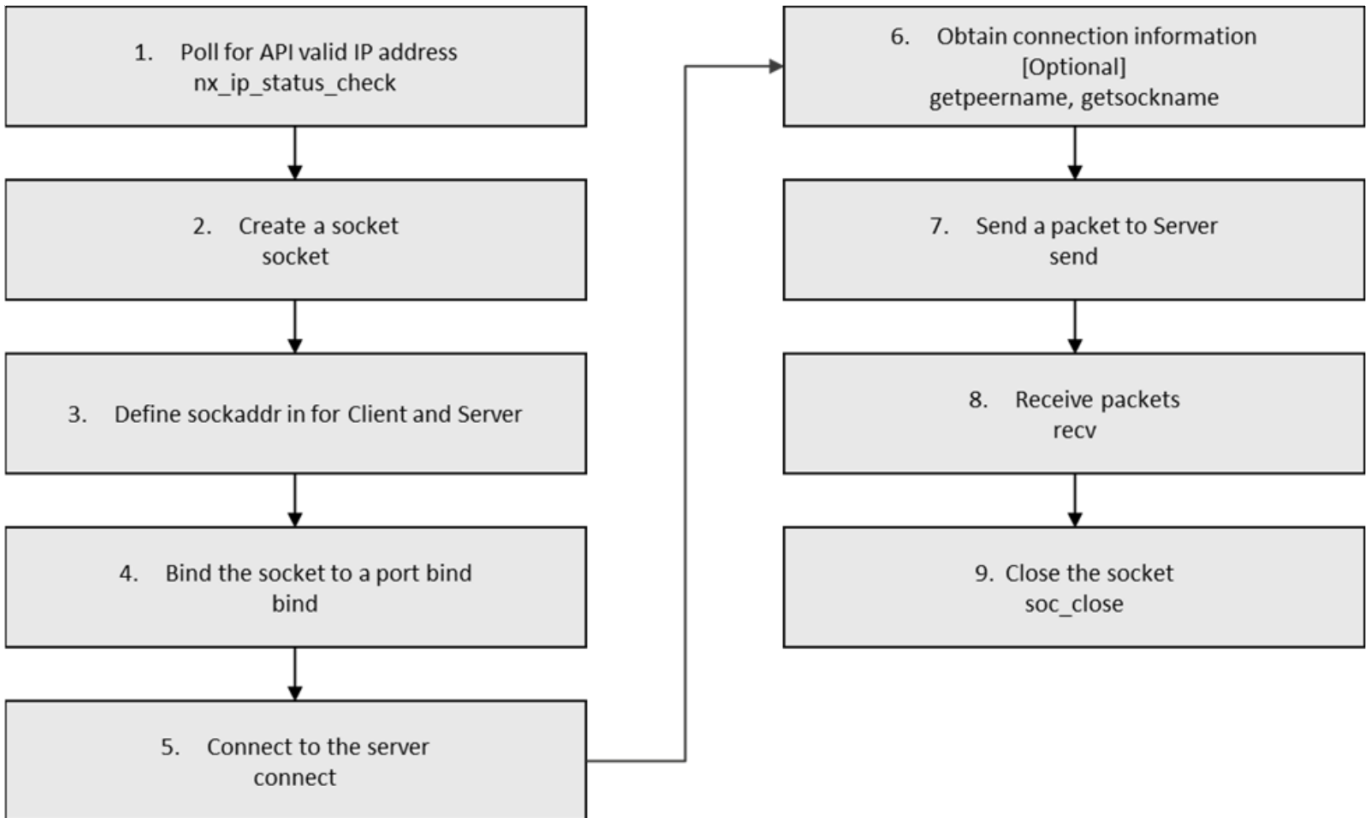 1. Poll for API valid IP address
nx_ip_status_check
2. Create a socket
socket
3. Define sockaddr in for Client and Server
4. Bind the socket to a port bind
bind
5. Connect to the server
connect
6. Obtain connection information
[Optional]
getpeername, getsockname
7. Send a packet to Server
send
8. Receive packets
recv
9. Close the socket
soc_close